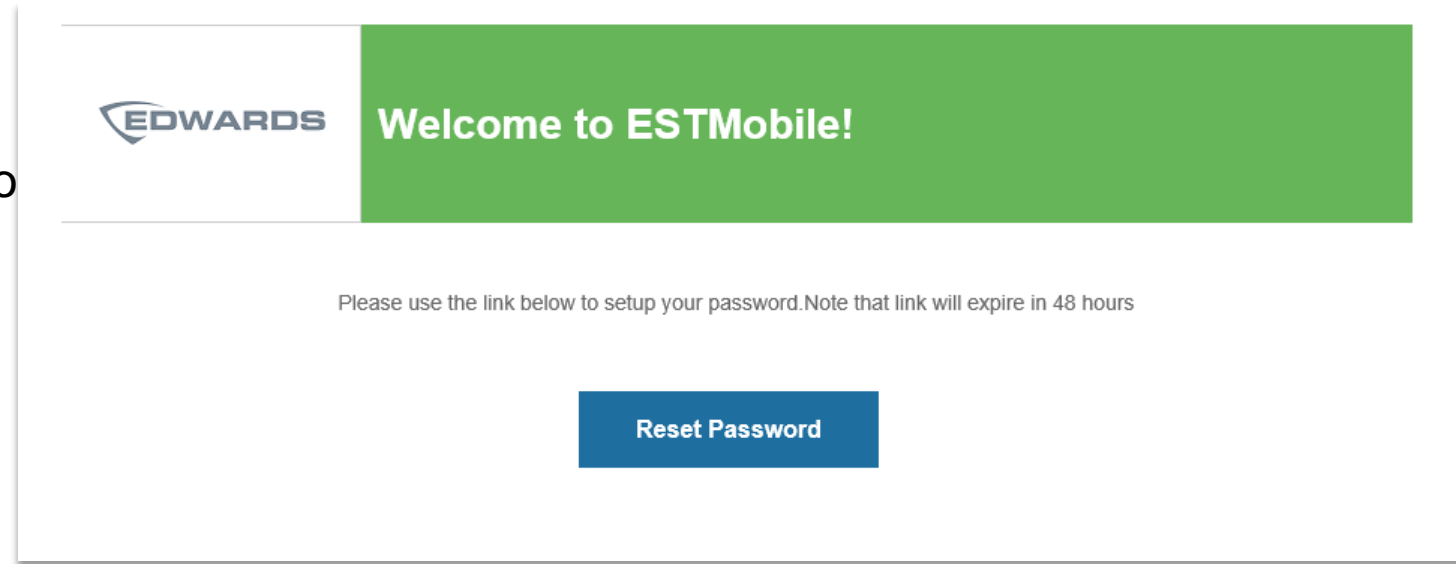 EDWARDS
Welcome to ESTMobile!
o
Please use the link below to setup your password.Note that link will expire in 48 hours
Reset Password